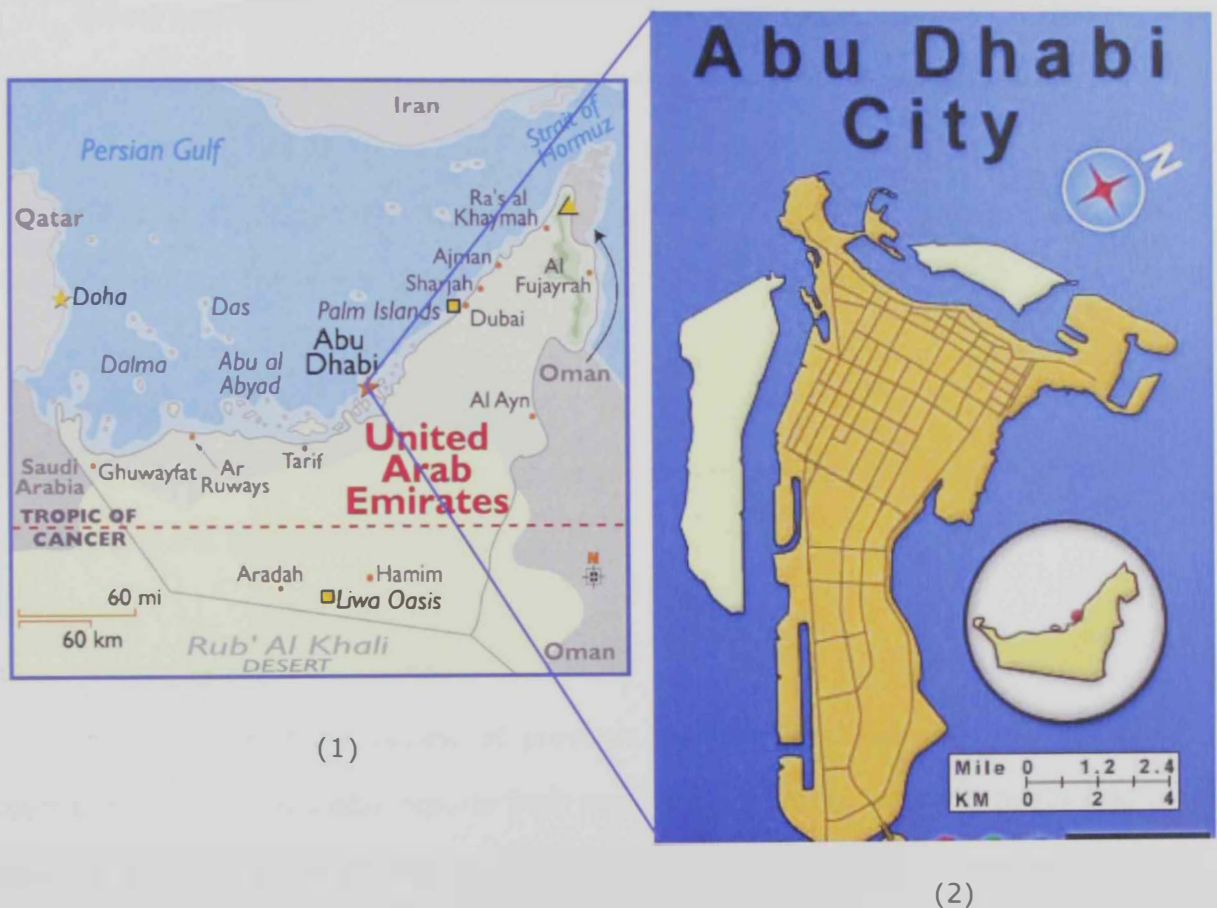 Iran
Strait of
Hormuz
Persian Gulf
Qatar
Ra's al
Khaymah
Ajman
Al
Fujayrah
Sharjah
Doha
Das
Palm Islands
Dubai
Abu
Dhabi
Dalma
Abu al
Abyad
Oman
Al Ayn
United
Arab
Emirates
Tarif
Saudi
Arabia
Ghuwayfat
Ar
Ruways
TROPIC OF
CANCER
N
Aradah
Hamim
Liwa Oasis
60 mi
60 km
Rub' Al Khali
DESERT
Oman
(1)
Abu Dhabi
City
N
Mile 0 1.2 2.4
KM 0 2 4
(2)